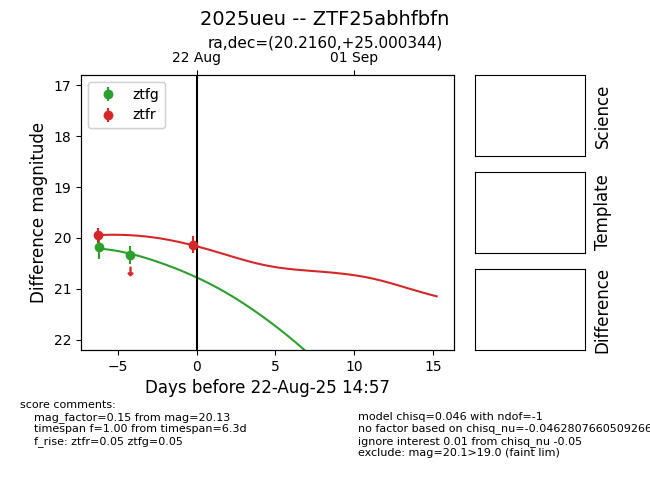 2025ueu -- ZTF25abhfbfn
ra,dec=(20.2160,+25.000344)
22 Aug
01 Sep
ztfg
ztfr
17
18
19
20
21
22
Difference magnitude
−5
0
5
10
15
Days before 22-Aug-25 14:57
Science
Template
Difference
score comments:
mag_factor=0.15 from mag=20.13
timespan f=1.00 from timespan=6.3d
f_rise: ztfr=0.05 ztfg=0.05
model chisq=0.046 with ndof=-1
no factor based on chisq_nu=-0.0462807660509266
ignore interest 0.01 from chisq_nu -0.05
exclude: mag=20.1>19.0 (faint lim)